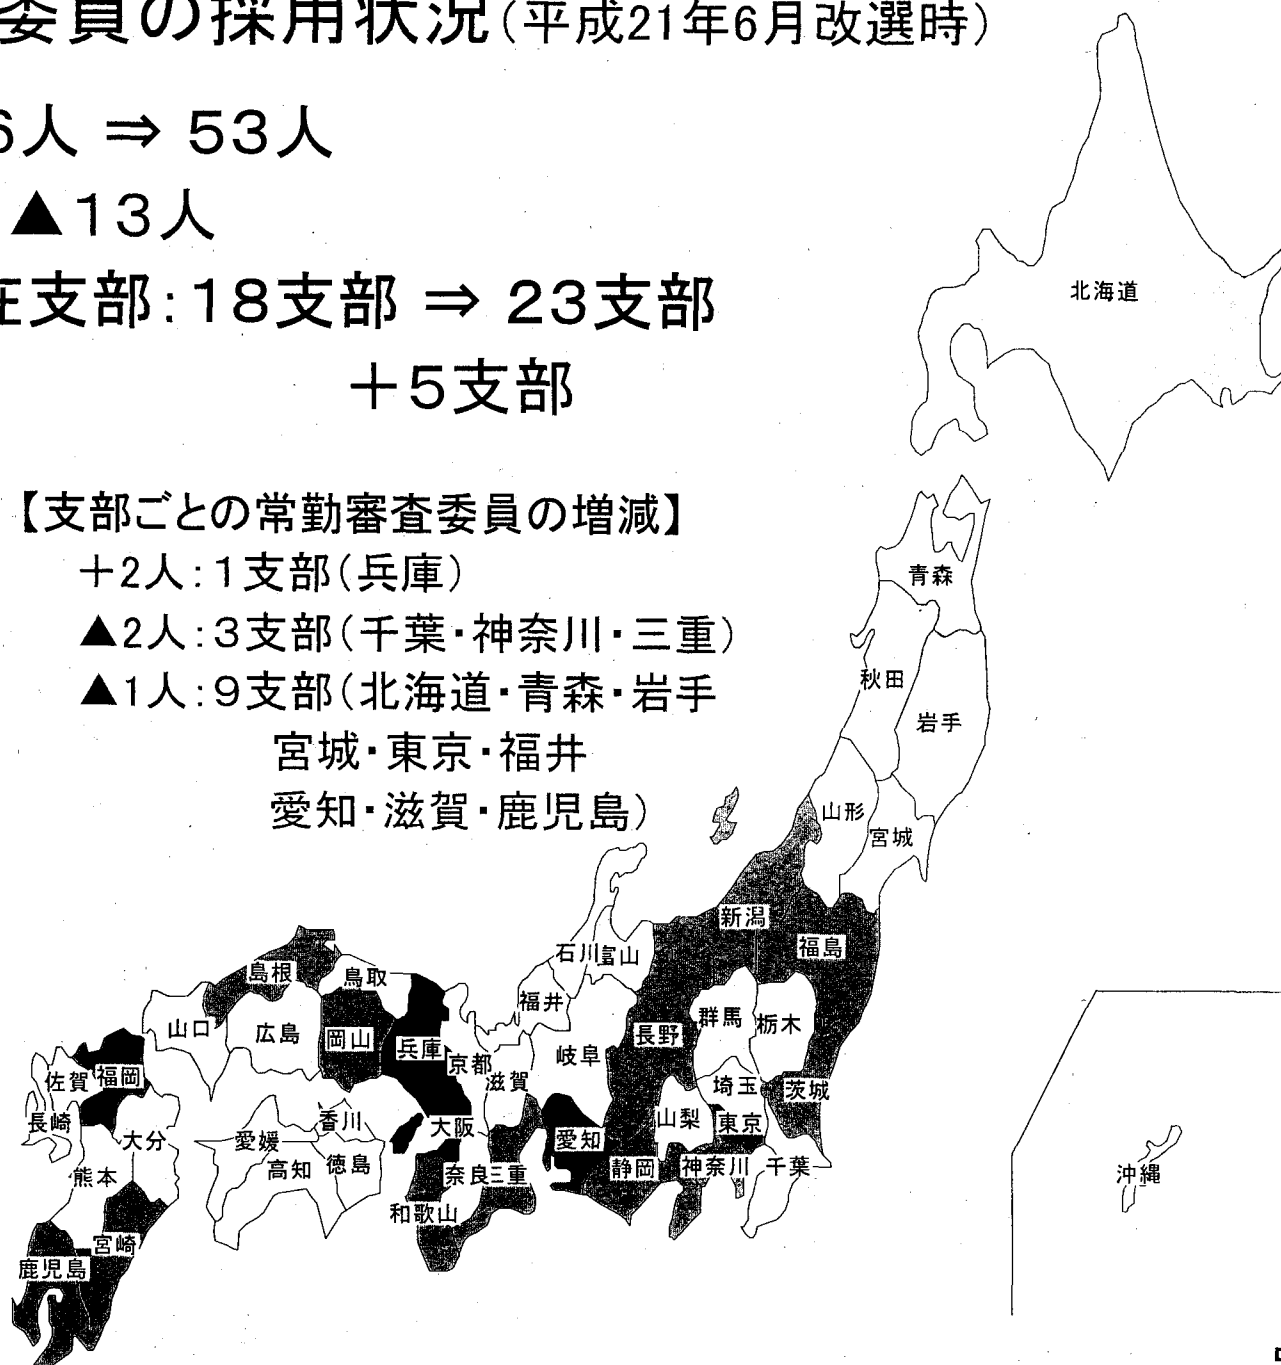 委員の採用状況(平成21年6月改選時)
6人 ⇒ 53人
▲13人
在支部:18支部 ⇒ 23支部
+5支部
【支部ごとの常勤審査委員の増減】
+2人:1支部(兵庫)
▲2人:3支部(千葉・神奈川・三重)
▲1人:9支部(北海道・青森・岩手
宮城・東京・福井
愛知・滋賀・鹿児島)
北海道
青森
秋田
岩手
山形
宮城
新潟
福島
石川
富山
福井
長野
群馬
栃木
岐阜
埼玉
茨城
山梨
東京
愛知
静岡
神奈川
千葉
島根
鳥取
山口
広島
岡山
兵庫
京都
滋賀
大阪
奈良
三重
和歌山
香川
愛媛
徳島
高知
佐賀
福岡
長崎
大分
熊本
宮崎
鹿児島
沖縄